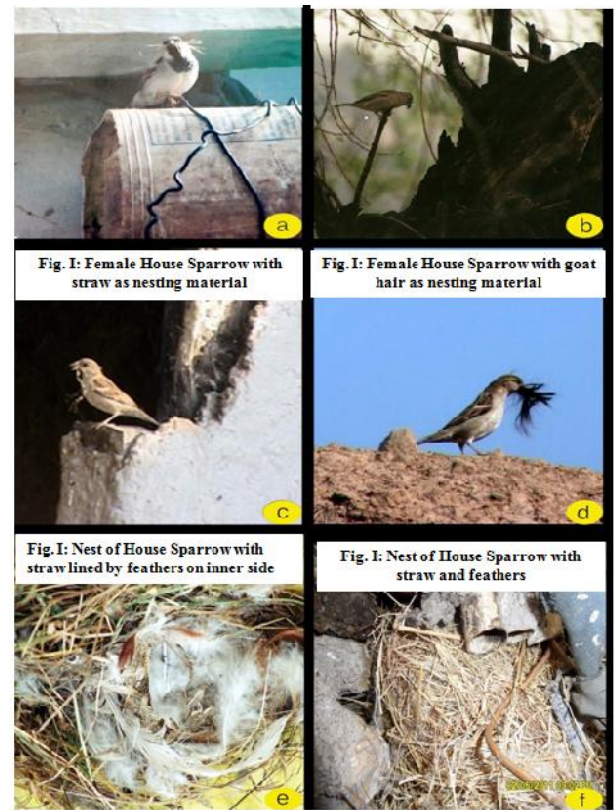 a
b
Fig. I: Female House Sparrow with
straw as nesting material
Fig. I: Female House Sparrow with goat
hair as nesting material
c
d
Fig. I: Nest of House Sparrow with
straw lined by feathers on inner side
Fig. I: Nest of House Sparrow with
straw and feathers
e
f